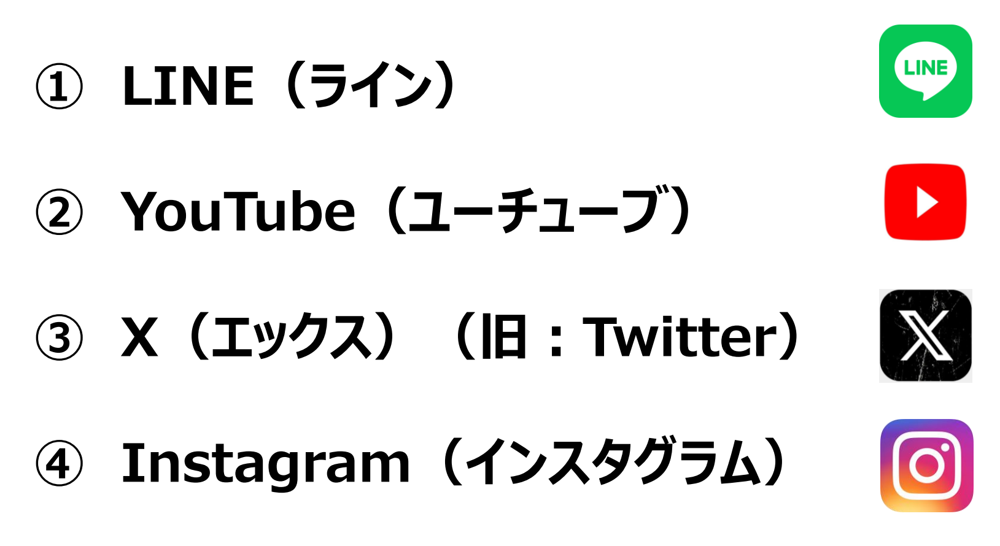 ① LINE（ライン）
LINE
② YouTube（ユーチューブ）
③ X（エックス）（旧：Twitter）
④ Instagram（インスタグラム）